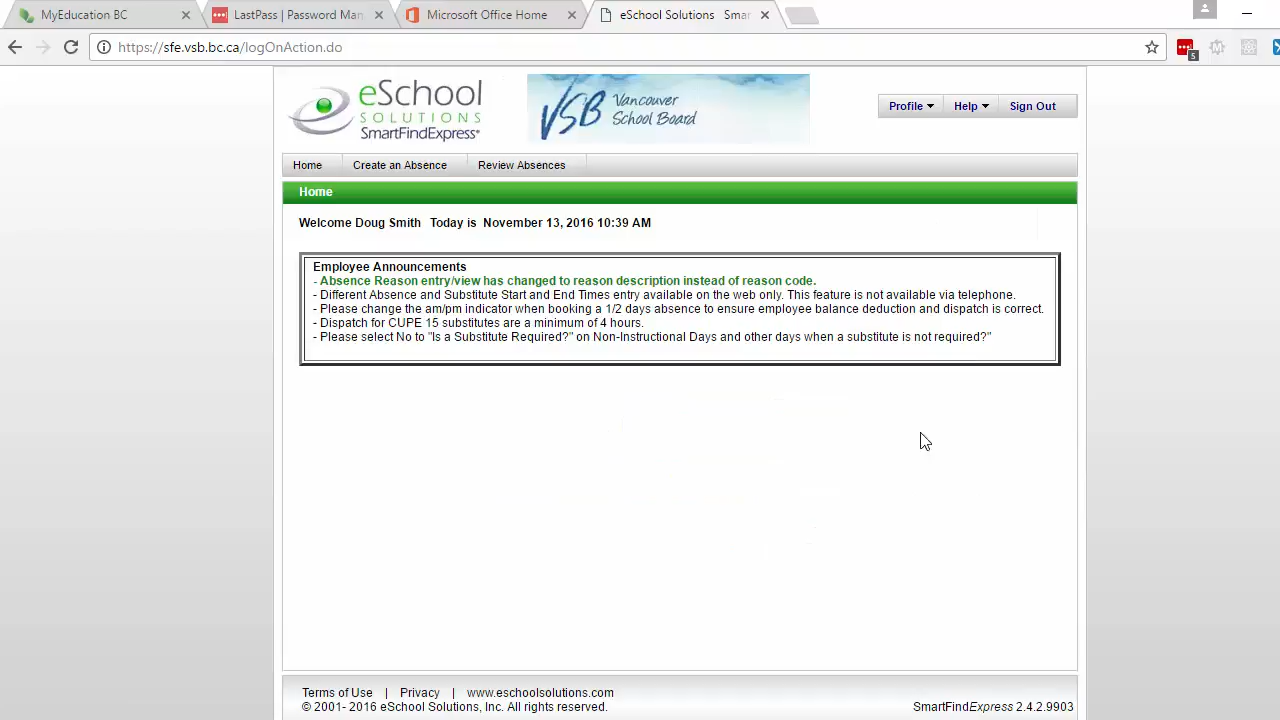 MyEducation BC
LastPass | Password Man
Microsoft Office Home
eSchool Solutions Smar
https://sfe.vsb.bc.ca/logOnAction.do
5
eSchool
SOLUTIONS
SmartFindExpress
VSB Vancouver
School Board
Profile Help Sign Out
Home Create an Absence Review Absences
Home
Welcome Doug Smith Today is November 13, 2016 10:39 AM
Employee Announcements
- Absence Reason entry/view has changed to reason description instead of reason code.
- Different Absence and Substitute Start and End Times entry available on the web only. This feature is not available via telephone.
- Please change the am/pm indicator when booking a 1/2 days absence to ensure employee balance deduction and dispatch is correct.
- Dispatch for CUPE 15 substitutes are a minimum of 4 hours.
- Please select No to "Is a Substitute Required?" on Non-Instructional Days and other days when a substitute is not required?"
Terms of Use | Privacy | www.eschoolsolutions.com
© 2001- 2016 eSchool Solutions, Inc. All rights reserved.
SmartFindExpress 2.4.2.9903